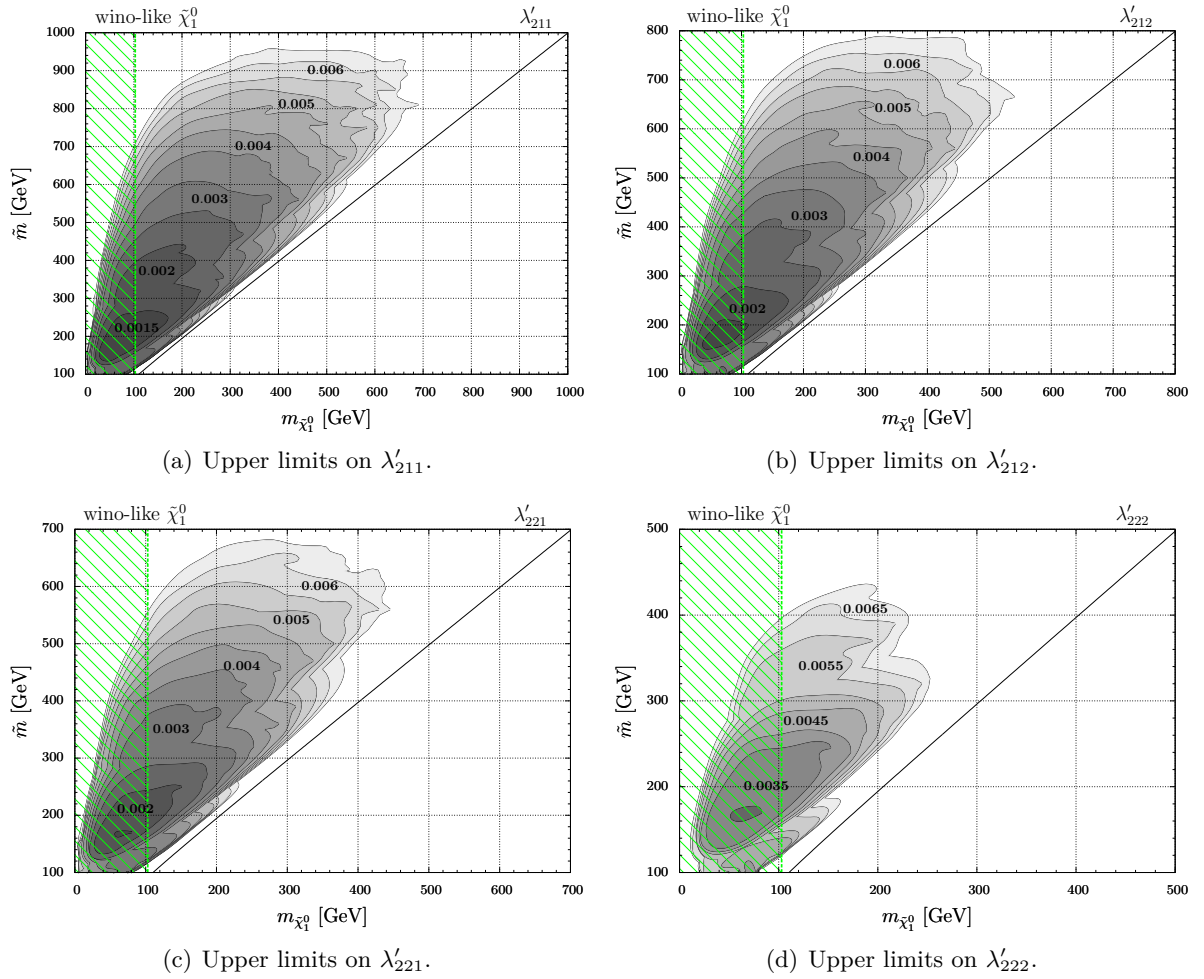 wino-like χ̃₁⁰ λ′₂₁₁
1000
900
800
700
600
500
400
300
200
100
m̃ [GeV]
0.006
0.005
0.004
0.003
0.002
0.0015
0 100 200 300 400 500 600 700 800 900 1000
m_χ̃₁⁰ [GeV]
(a) Upper limits on λ′₂₁₁.
wino-like χ̃₁⁰ λ′₂₁₂
800
700
600
500
400
300
200
100
m̃ [GeV]
0.006
0.005
0.004
0.003
0.002
0 100 200 300 400 500 600 700 800
m_χ̃₁⁰ [GeV]
(b) Upper limits on λ′₂₁₂.
wino-like χ̃₁⁰ λ′₂₂₁
700
600
500
400
300
200
100
m̃ [GeV]
0.006
0.005
0.004
0.003
0.002
0 100 200 300 400 500 600 700
m_χ̃₁⁰ [GeV]
(c) Upper limits on λ′₂₂₁.
wino-like χ̃₁⁰ λ′₂₂₂
500
400
300
200
100
m̃ [GeV]
0.0065
0.0055
0.0045
0.0035
0 100 200 300 400 500
m_χ̃₁⁰ [GeV]
(d) Upper limits on λ′₂₂₂.